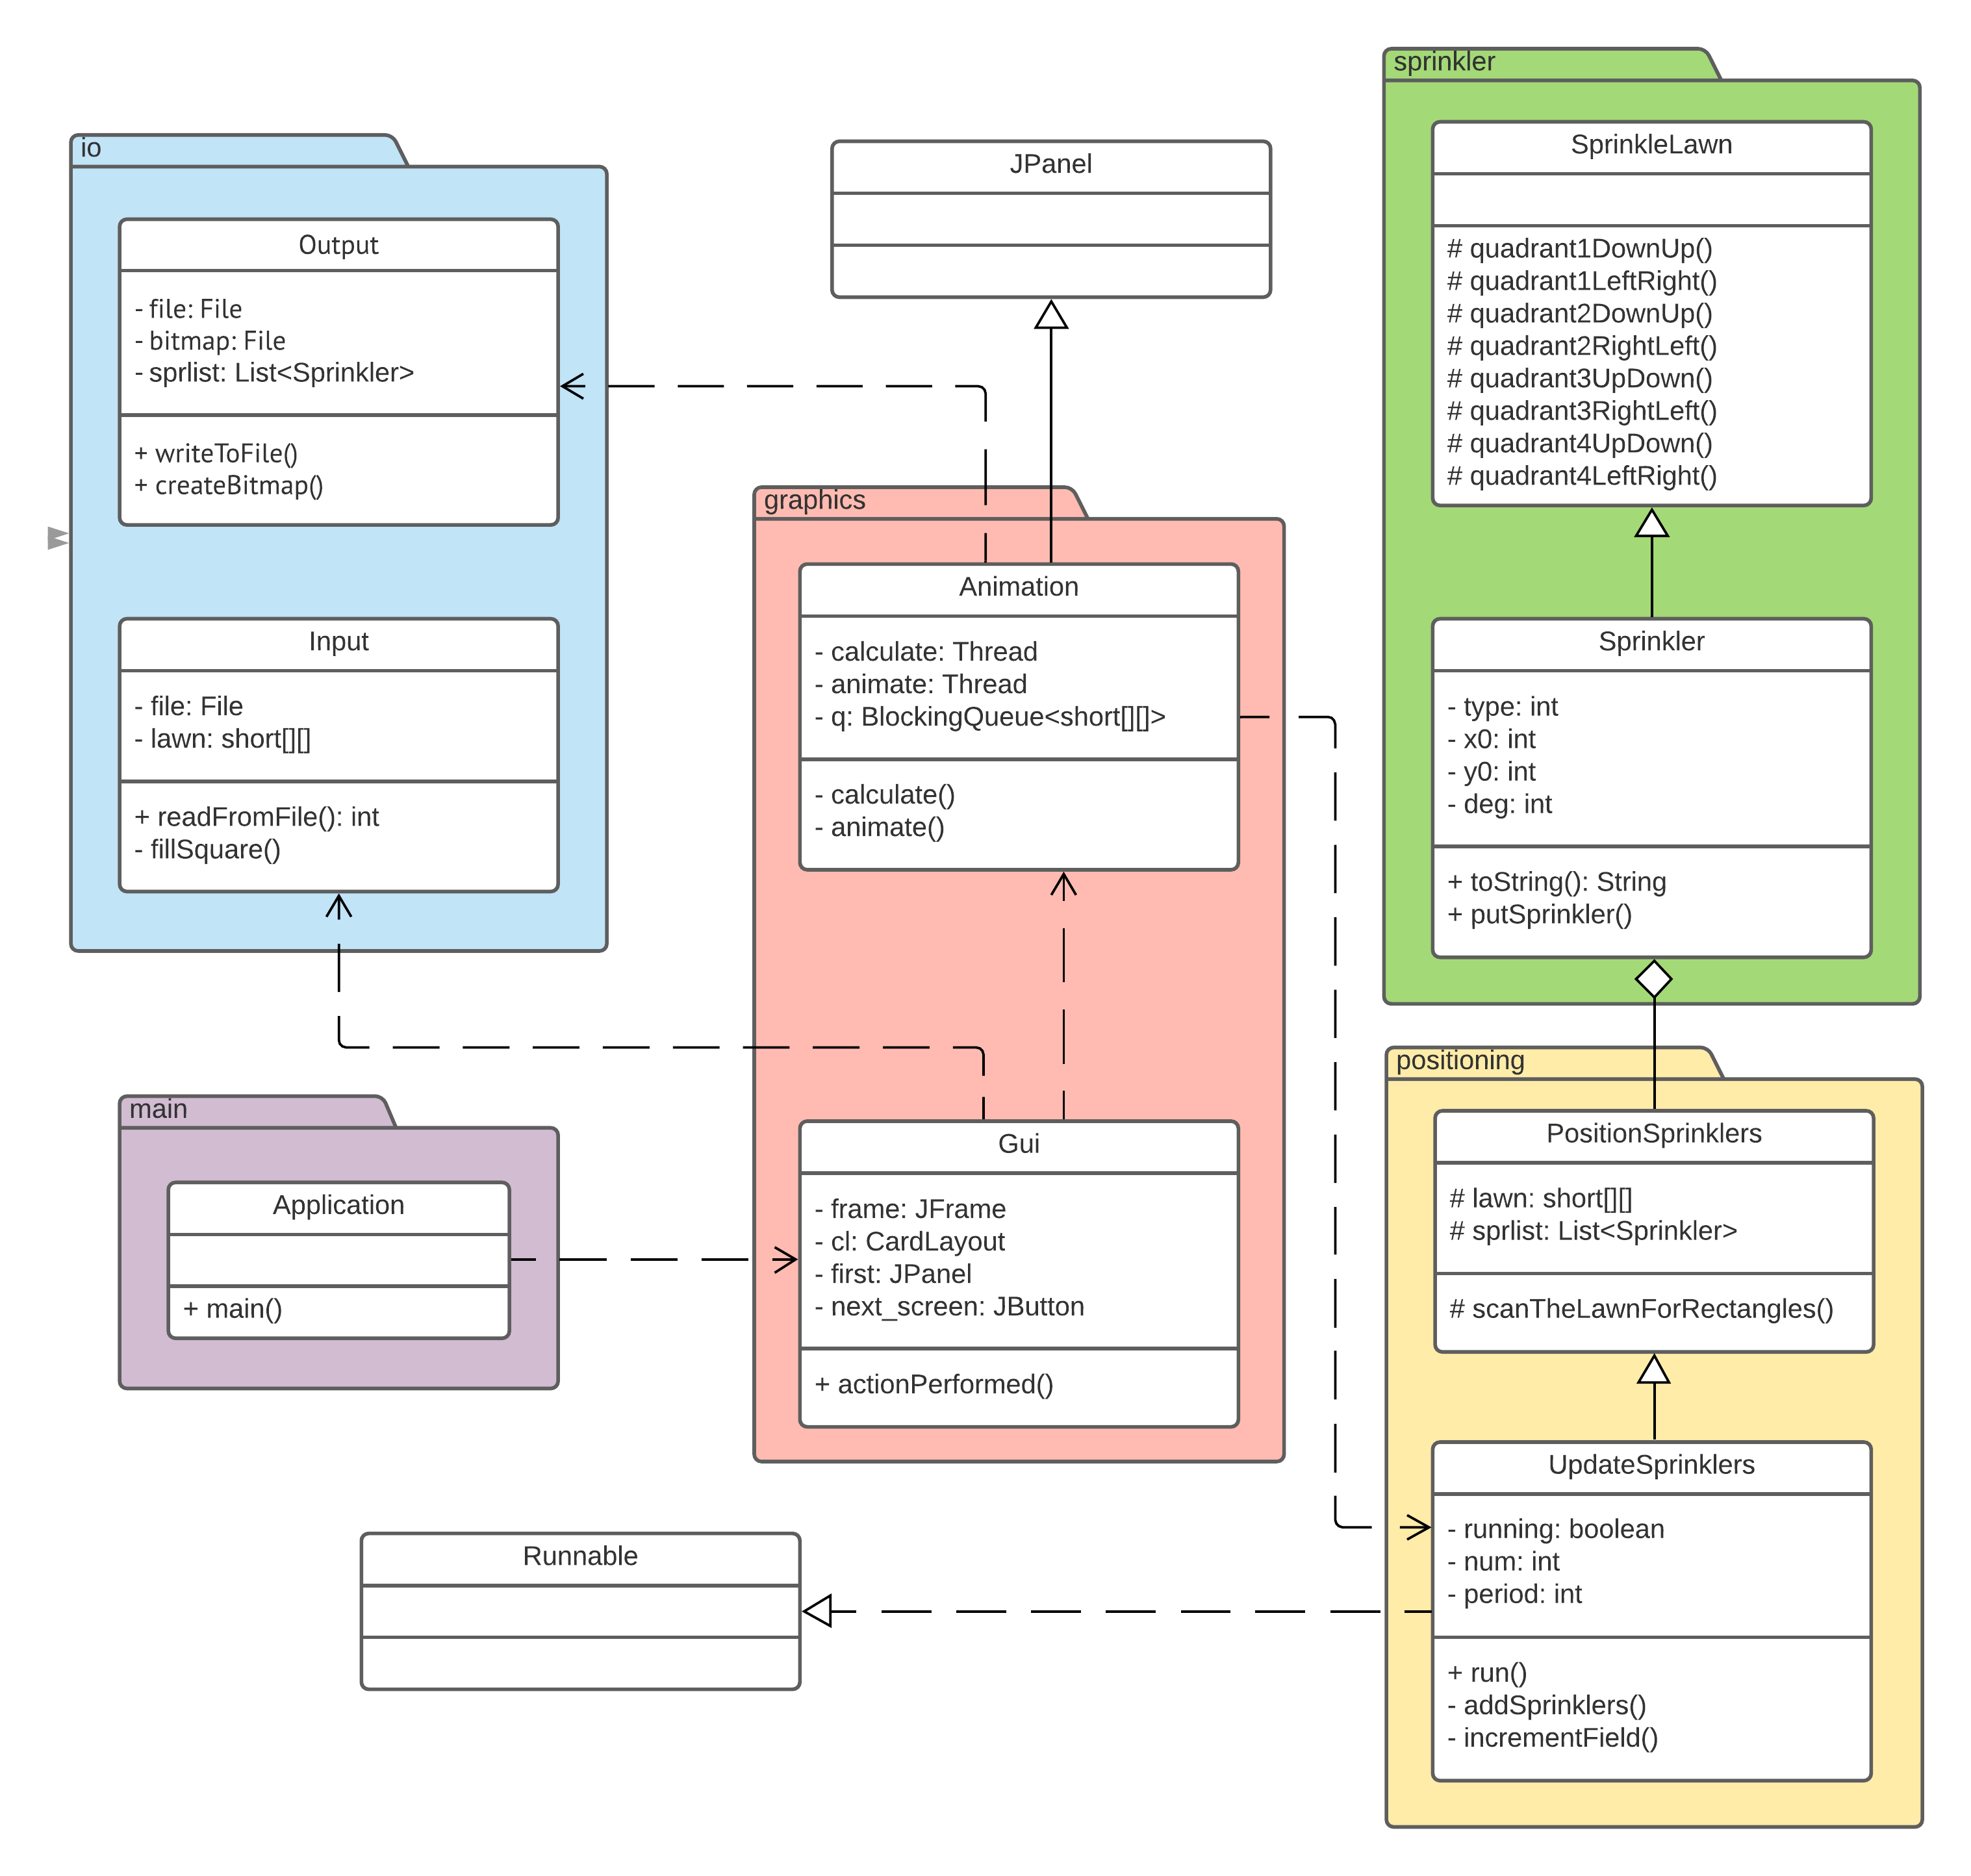 io
Output
- file: File
- bitmap: File
- sprlist: List<Sprinkler>
+ writeToFile()
+ createBitmap()
Input
- file: File
- lawn: short[][]
+ readFromFile(): int
- fillSquare()
main
Application
+ main()
JPanel
graphics
Animation
- calculate: Thread
- animate: Thread
- q: BlockingQueue<short[][]>
- calculate()
- animate()
Gui
- frame: JFrame
- cl: CardLayout
- first: JPanel
- next_screen: JButton
+ actionPerformed()
Runnable
sprinkler
SprinkleLawn
# quadrant1DownUp()
# quadrant1LeftRight()
# quadrant2DownUp()
# quadrant2RightLeft()
# quadrant3UpDown()
# quadrant3RightLeft()
# quadrant4UpDown()
# quadrant4LeftRight()
Sprinkler
- type: int
- x0: int
- y0: int
- deg: int
+ toString(): String
+ putSprinkler()
positioning
PositionSprinklers
# lawn: short[][]
# sprlist: List<Sprinkler>
# scanTheLawnForRectangles()
UpdateSprinklers
- running: boolean
- num: int
- period: int
+ run()
- addSprinklers()
- incrementField()